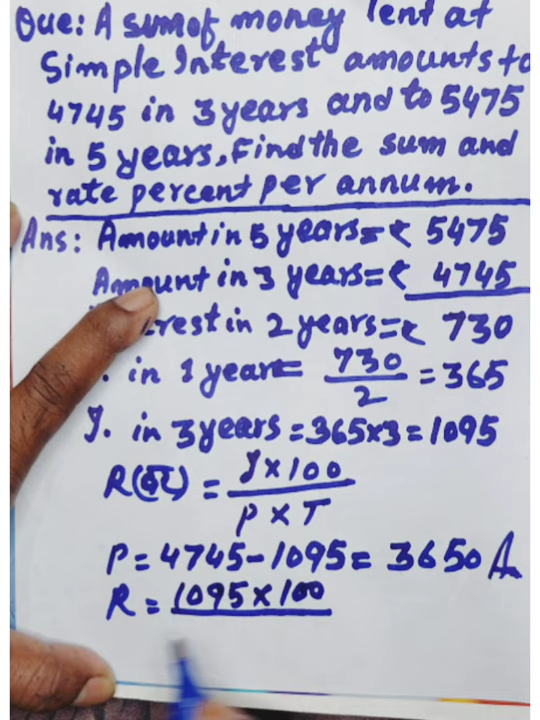 Que: A sum of money lent at
Simple Interest amounts to
4745 in 3 years and to 5475
in 5 years, Find the sum and
rate percent per annum.
Ans: Amount in 5 years = ₹ 5475
Amount in 3 years = ₹ 4745
in 2 years = ₹ 730
in 1 year = 730/2 = 365
I. in 3 years = 365×3 = 1095
R(दर) = I×100
P×T
P = 4745-1095 = 3650 A
R = 1095×100